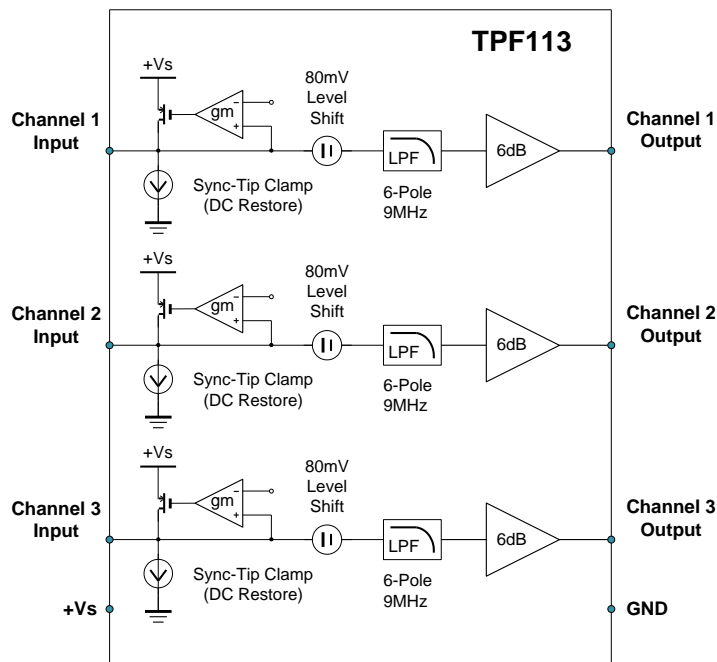 TPF113
+Vs
80mV
Level
Shift
Channel 1
Input
gm
−
+
LPF
6dB
Channel 1
Output
Sync-Tip Clamp
(DC Restore)
6-Pole
9MHz
+Vs
80mV
Level
Shift
Channel 2
Input
gm
−
+
LPF
6dB
Channel 2
Output
Sync-Tip Clamp
(DC Restore)
6-Pole
9MHz
+Vs
80mV
Level
Shift
Channel 3
Input
gm
−
+
LPF
6dB
Channel 3
Output
Sync-Tip Clamp
(DC Restore)
6-Pole
9MHz
+Vs
GND